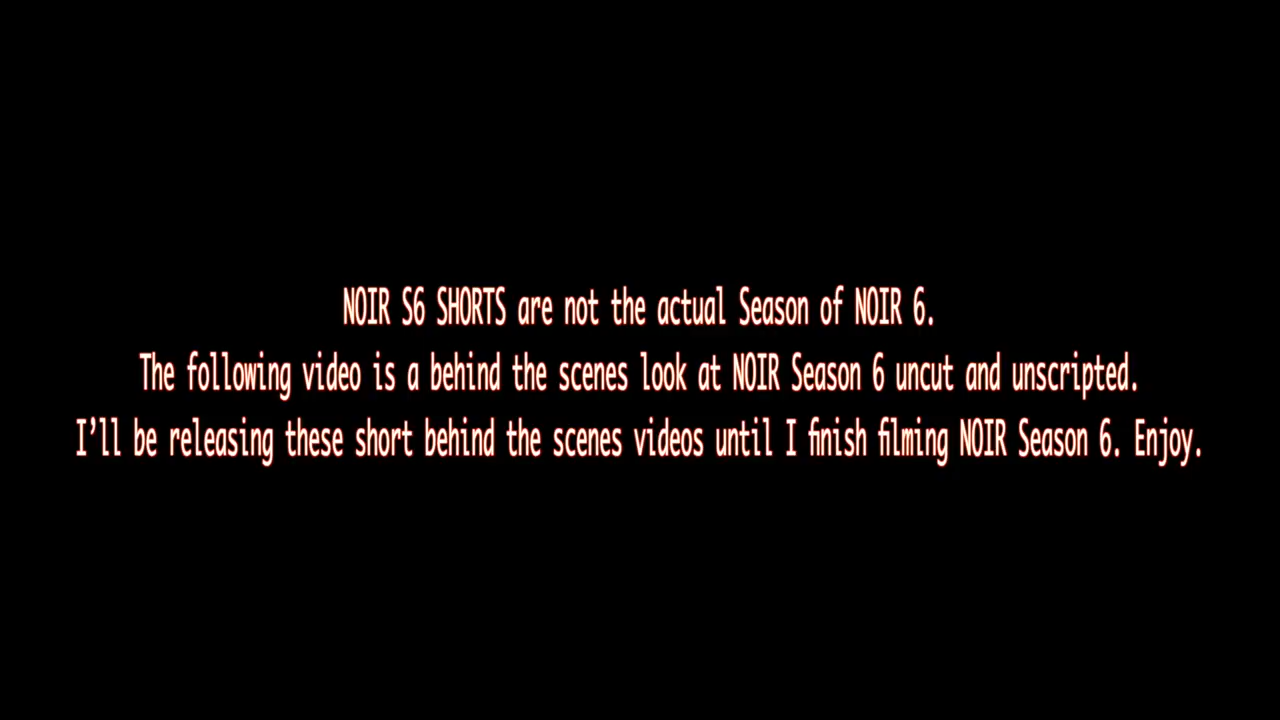 NOIR S6 SHORTS are not the actual Season of NOIR 6.
The following video is a behind the scenes look at NOIR Season 6 uncut and unscripted.
I’ll be releasing these short behind the scenes videos until I finish filming NOIR Season 6. Enjoy.